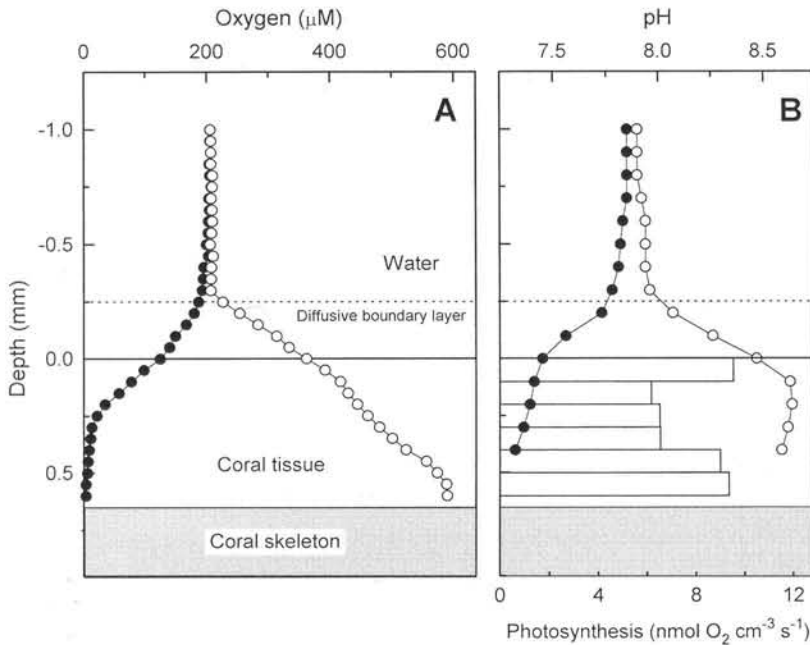 Oxygen (μM)
0 200 400 600
A
-1.0
-0.5
0.0
0.5
Depth (mm)
Water
Diffusive boundary layer
Coral tissue
Coral skeleton
pH
7.5 8.0 8.5
B
0 4 8 12
Photosynthesis (nmol O₂ cm⁻³ s⁻¹)